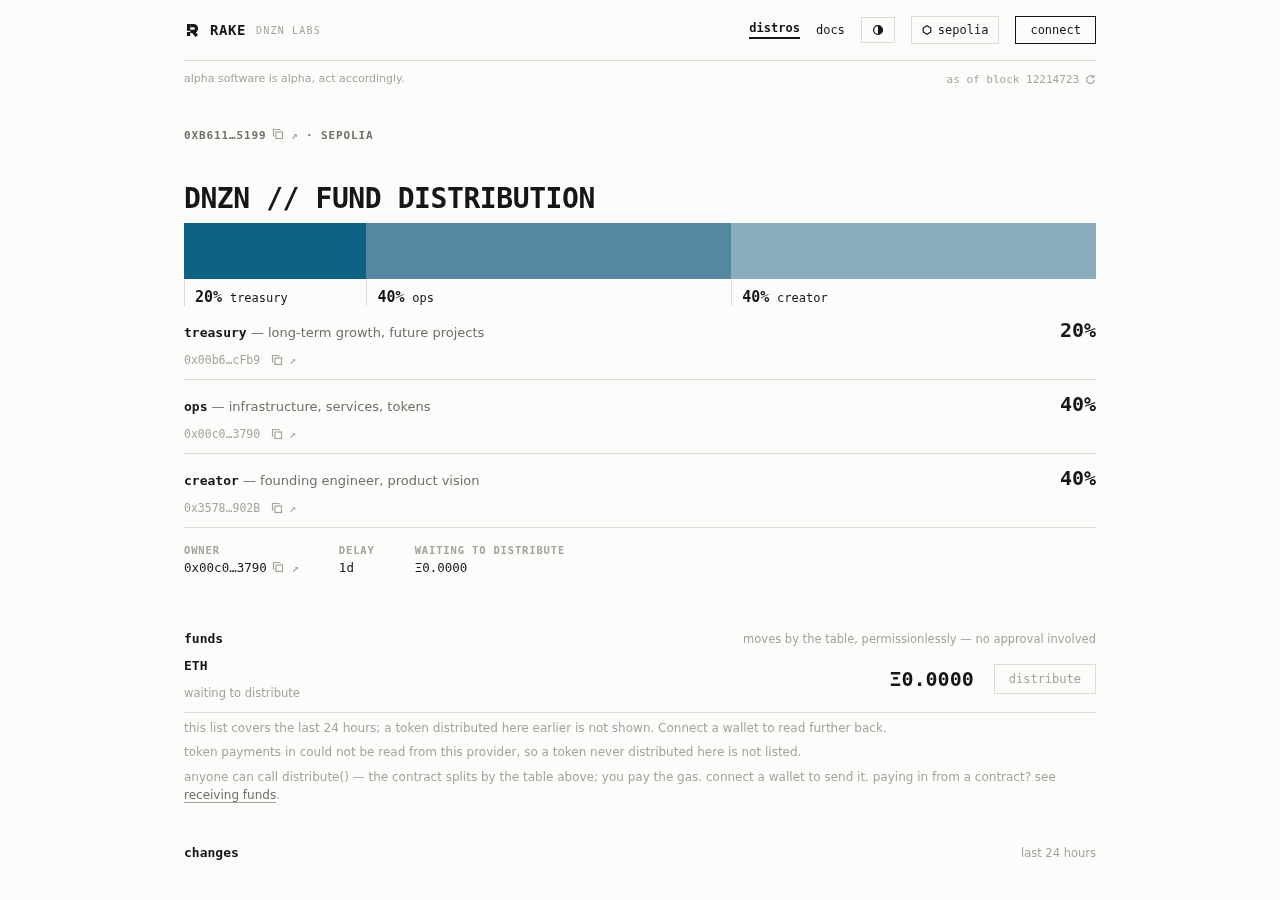 RAKE DNZN LABS
distros docs sepolia connect
alpha software is alpha, act accordingly.
as of block 12214723
0XB611…5199 ↗ · SEPOLIA
DNZN // FUND DISTRIBUTION
20% treasury
40% ops
40% creator
treasury — long-term growth, future projects 20%
0x00b6…cFb9 ↗
ops — infrastructure, services, tokens 40%
0x00c0…3790 ↗
creator — founding engineer, product vision 40%
0x3578…902B ↗
OWNER DELAY WAITING TO DISTRIBUTE
0x00c0…3790 ↗ 1d Ξ0.0000
funds moves by the table, permissionlessly — no approval involved
ETH
waiting to distribute
Ξ0.0000 distribute
this list covers the last 24 hours; a token distributed here earlier is not shown. Connect a wallet to read further back.
token payments in could not be read from this provider, so a token never distributed here is not listed.
anyone can call distribute() — the contract splits by the table above; you pay the gas. connect a wallet to send it. paying in from a contract? see
receiving funds.
changes last 24 hours